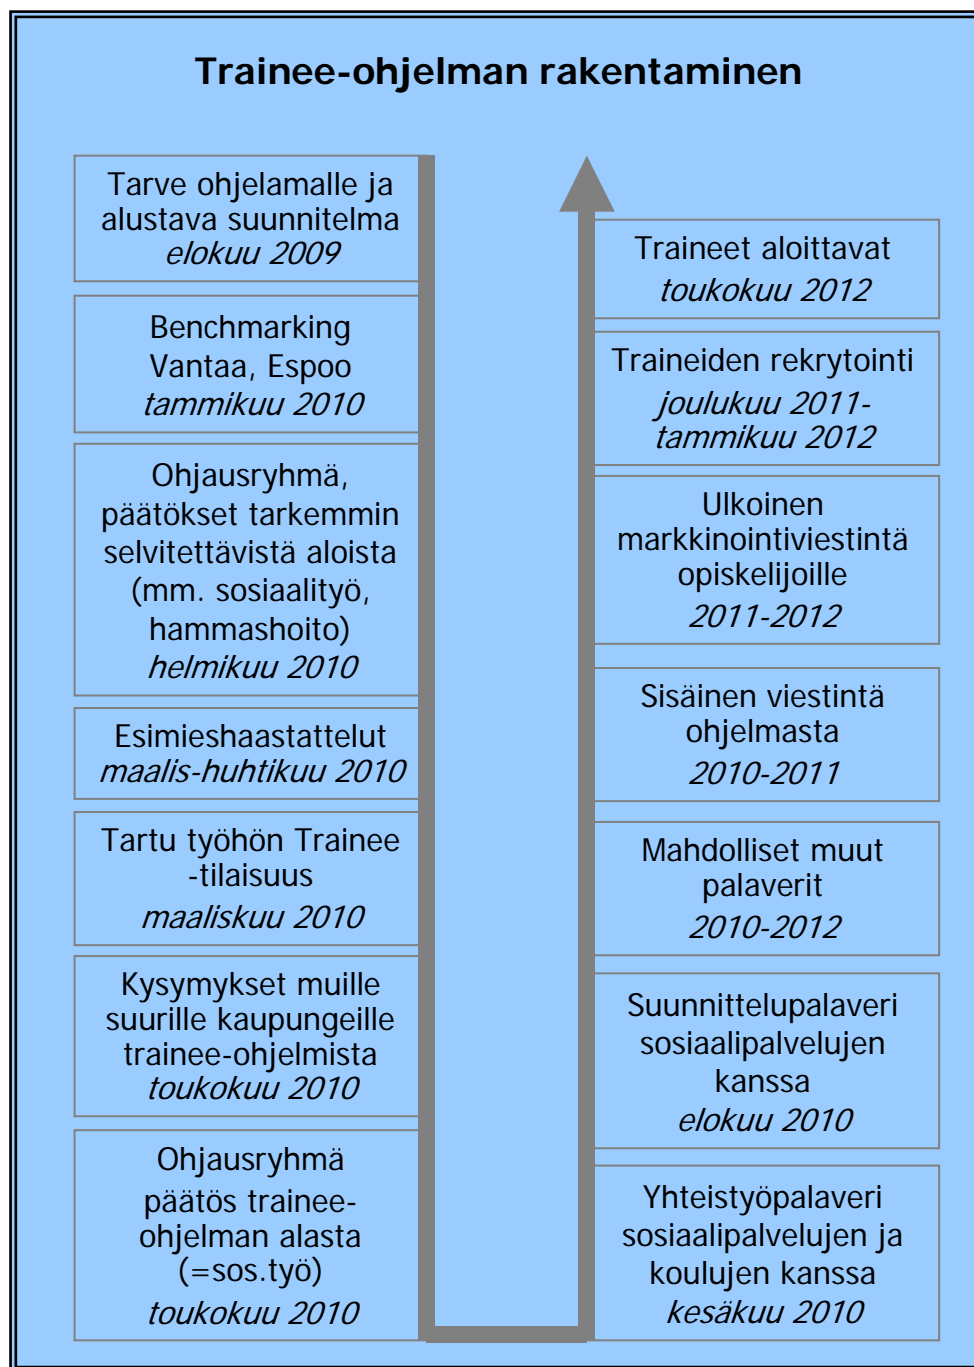 Trainee-ohjelman rakentaminen
Tarve ohjelamalle ja
alustava suunnitelma
elokuu 2009
Benchmarking
Vantaa, Espoo
tammikuu 2010
Ohjausryhmä,
päätökset tarkemmin
selvitettävistä aloista
(mm. sosiaalityö,
hammashoito)
helmikuu 2010
Esimieshaastattelut
maalis-huhtikuu 2010
Tartu työhön Trainee
-tilaisuus
maaliskuu 2010
Kysymykset muille
suurille kaupungeille
trainee-ohjelmista
toukokuu 2010
Ohjausryhmä
päätös trainee-
ohjelman alasta
(=sos.työ)
toukokuu 2010
Traineet aloittavat
toukokuu 2012
Traineiden rekrytointi
joulukuu 2011-
tammikuu 2012
Ulkoinen
markkinointiviestintä
opiskelijoille
2011-2012
Sisäinen viestintä
ohjelmasta
2010-2011
Mahdolliset muut
palaverit
2010-2012
Suunnittelupalaveri
sosiaalipalvelujen
kanssa
elokuu 2010
Yhteistyöpalaveri
sosiaalipalvelujen ja
koulujen kanssa
kesäkuu 2010